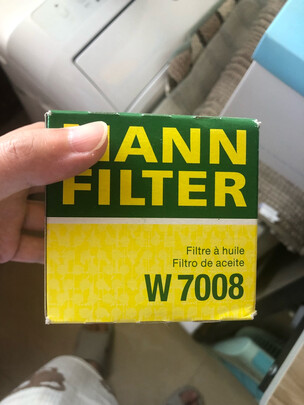 MANN
FILTER
Filtre à huile
Filtro de aceite
W 7008